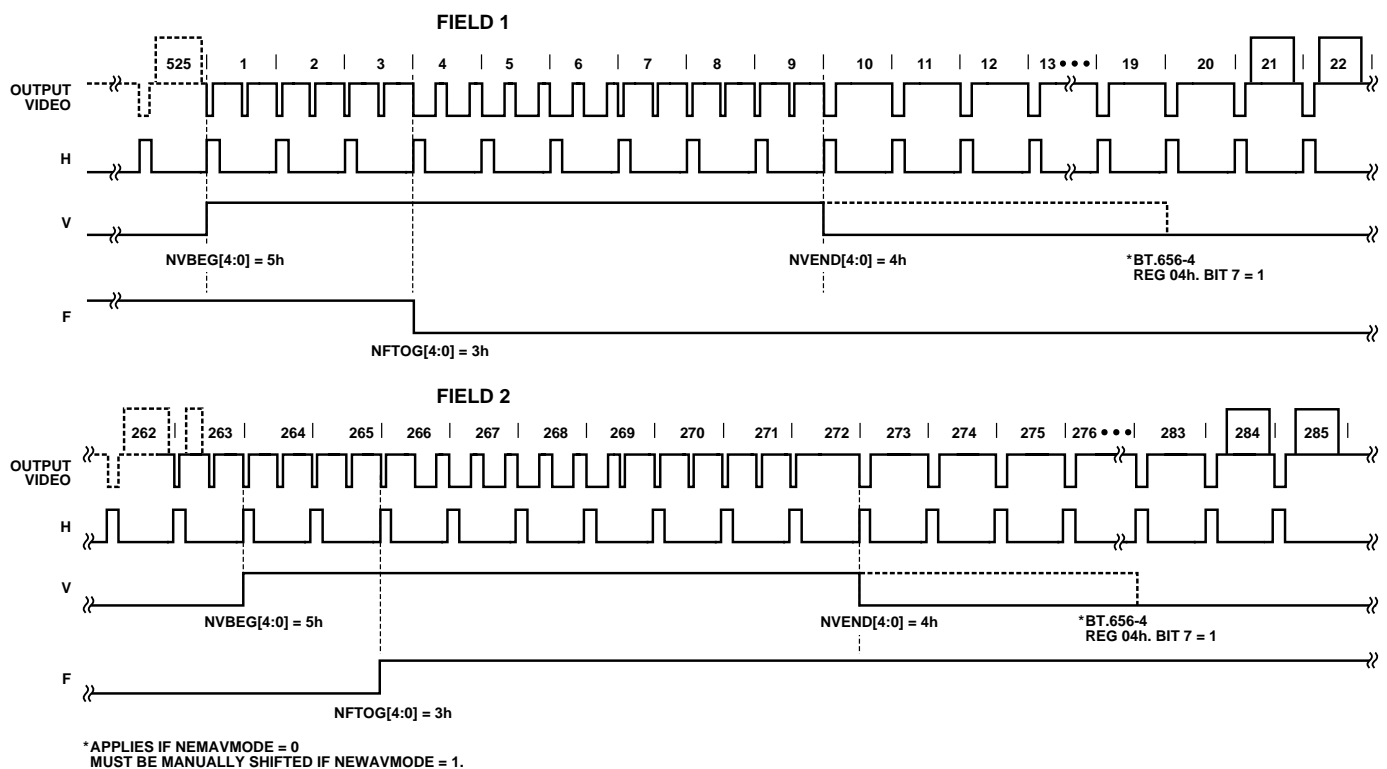 FIELD 1
525 1 2 3 4 5 6 7 8 9 10 11 12 13 ••• 19 20 21 22
OUTPUT
VIDEO
H
V
NVBEG[4:0] = 5h
NVEND[4:0] = 4h
*BT.656-4
REG 04h. BIT 7 = 1
F
NFTOG[4:0] = 3h
FIELD 2
262 263 264 265 266 267 268 269 270 271 272 273 274 275 276 ••• 283 284 285
OUTPUT
VIDEO
H
V
NVBEG[4:0] = 5h
NVEND[4:0] = 4h
*BT.656-4
REG 04h. BIT 7 = 1
F
NFTOG[4:0] = 3h
*APPLIES IF NEMAVMODE = 0
MUST BE MANUALLY SHIFTED IF NEWAVMODE = 1.